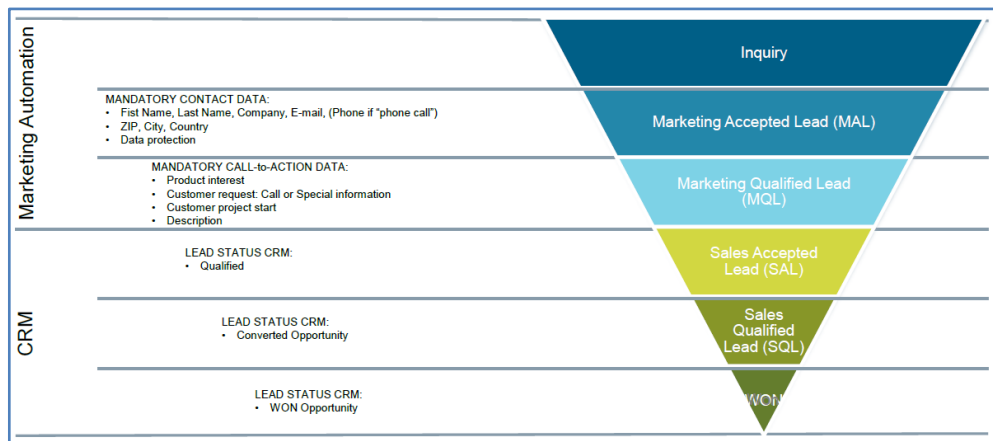 Marketing Automation
Inquiry
MANDATORY CONTACT DATA:
• Fist Name, Last Name, Company, E-mail, (Phone if “phone call”)
• ZIP, City, Country
• Data protection
Marketing Accepted Lead (MAL)
MANDATORY CALL-to-ACTION DATA:
• Product interest
• Customer request: Call or Special information
• Customer project start
• Description
Marketing Qualified Lead
(MQL)
CRM
LEAD STATUS CRM:
• Qualified
Sales Accepted
Lead (SAL)
LEAD STATUS CRM:
• Converted Opportunity
Sales
Qualified
Lead (SQL)
LEAD STATUS CRM:
• WON Opportunity
WON